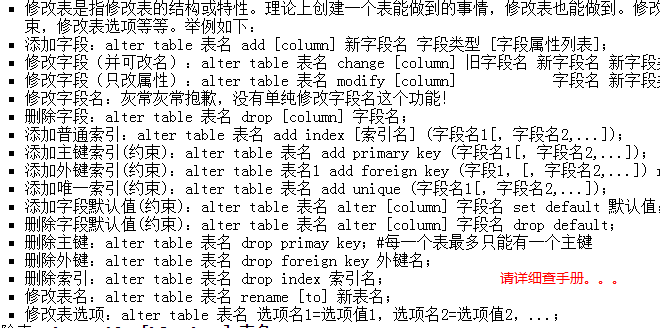 修改表是指修改表的结构或特性。理论上创建一个表能做到的事情，修改表也能做到。修改
束，修改表选项等等。举例如下：
添加字段：alter table 表名 add [column] 新字段名 字段类型 [字段属性列表];
修改字段（并可改名）：alter table 表名 change [column] 旧字段名 新字段名 新字段类
修改字段（只改属性）：alter table 表名 modify [column] 字段名 新字段类
修改字段名：灰常灰常抱歉，没有单纯修改字段名这个功能！
删除字段：alter table 表名 drop [column] 字段名；
添加普通索引：alter table 表名 add index [索引名] (字段名1[，字段名2,...]);
添加主键索引(约束)：alter table 表名 add primary key (字段名1[，字段名2,...]);
添加外键索引(约束)：alter table 表名1 add foreign key (字段1，[，字段名2,...])
添加唯一索引(约束)：alter table 表名 add unique (字段名1[，字段名2,...]);
添加字段默认值(约束)：alter table 表名 alter [column] 字段名 set default 默认值;
删除字段默认值(约束)：alter table 表名 alter [column] 字段名 drop default;
删除主键：alter table 表名 drop primay key；#每一个表最多只能有一个主键
删除外键：alter table 表名 drop foreign key 外键名；
删除索引：alter table 表名 drop index 索引名； 请详细查手册。。。
修改表名：alter table 表名 rename [to] 新表名；
修改表选项：alter table 表名 选项名1=选项值1，选项名2=选项值2，...;